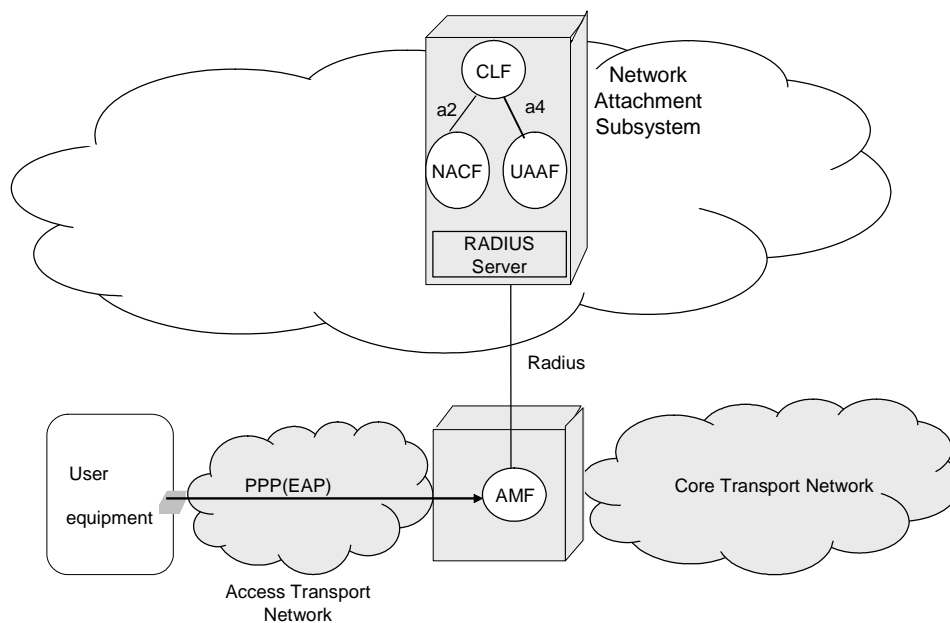 CLF
Network
Attachment
Subsystem
a2
a4
NACF
UAAF
RADIUS
Server
Radius
User
equipment
PPP(EAP)
AMF
Core Transport Network
Access Transport
Network